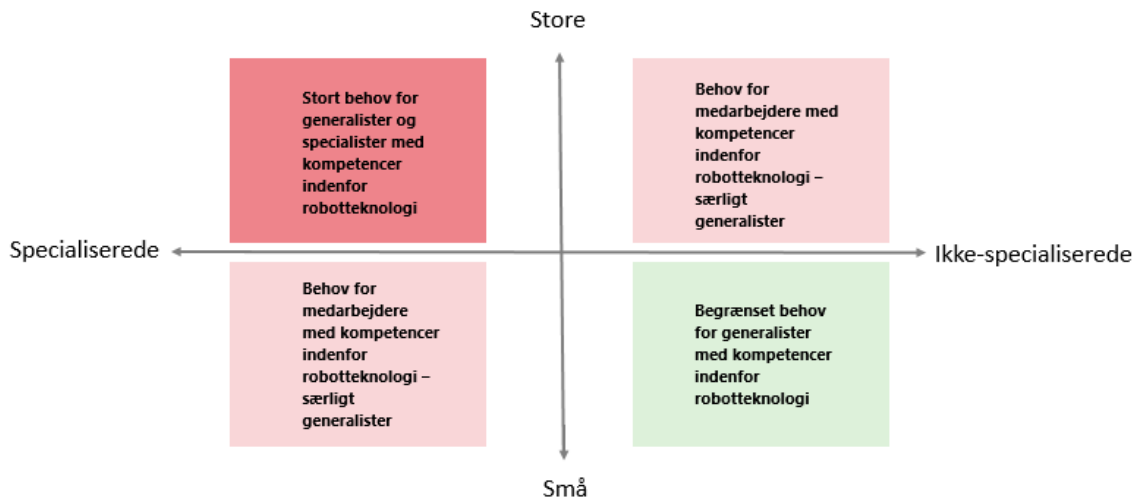 Store
Stort behov for
generalister og
specialister med
kompetencer
indenfor
robotteknologi
Behov for
medarbejdere med
kompetencer
indenfor
robotteknologi –
særligt
generalister
Specialiserede
Ikke-specialiserede
Behov for
medarbejdere
med kompetencer
indenfor
robotteknologi –
særligt
generalister
Begrænset behov
for generalister
med kompetencer
indenfor
robotteknologi
Små